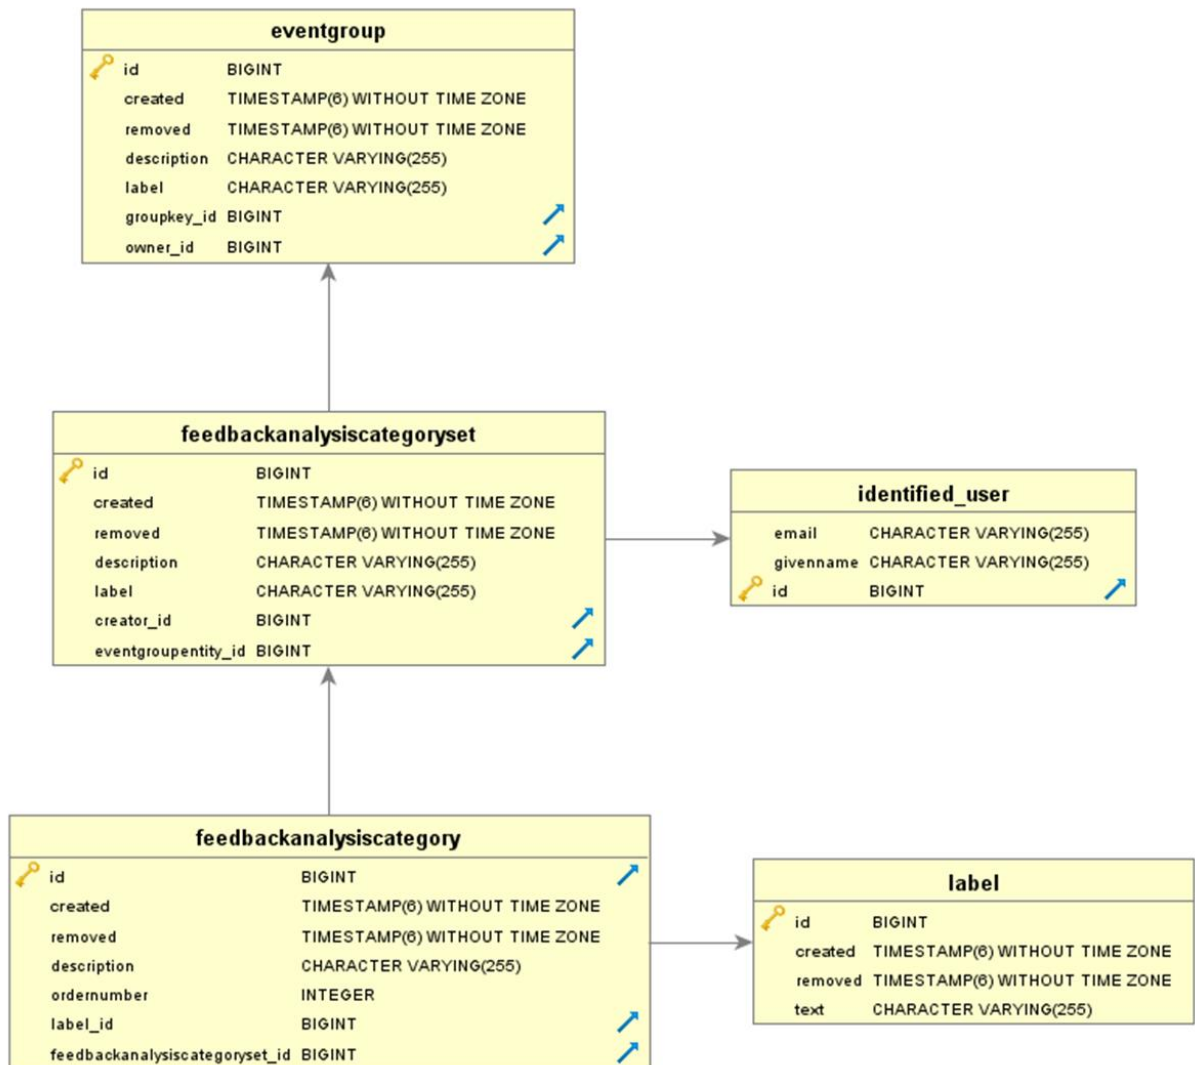 eventgroup
id BIGINT
created TIMESTAMP(6) WITHOUT TIME ZONE
removed TIMESTAMP(6) WITHOUT TIME ZONE
description CHARACTER VARYING(255)
label CHARACTER VARYING(255)
groupkey_id BIGINT
owner_id BIGINT
feedbackanalysiscategoryset
id BIGINT
created TIMESTAMP(6) WITHOUT TIME ZONE
removed TIMESTAMP(6) WITHOUT TIME ZONE
description CHARACTER VARYING(255)
label CHARACTER VARYING(255)
creator_id BIGINT
eventgroupentity_id BIGINT
identified_user
email CHARACTER VARYING(255)
givenname CHARACTER VARYING(255)
id BIGINT
feedbackanalysiscategory
id BIGINT
created TIMESTAMP(6) WITHOUT TIME ZONE
removed TIMESTAMP(6) WITHOUT TIME ZONE
description CHARACTER VARYING(255)
ordernumber INTEGER
label_id BIGINT
feedbackanalysiscategoryset_id BIGINT
label
id BIGINT
created TIMESTAMP(6) WITHOUT TIME ZONE
removed TIMESTAMP(6) WITHOUT TIME ZONE
text CHARACTER VARYING(255)